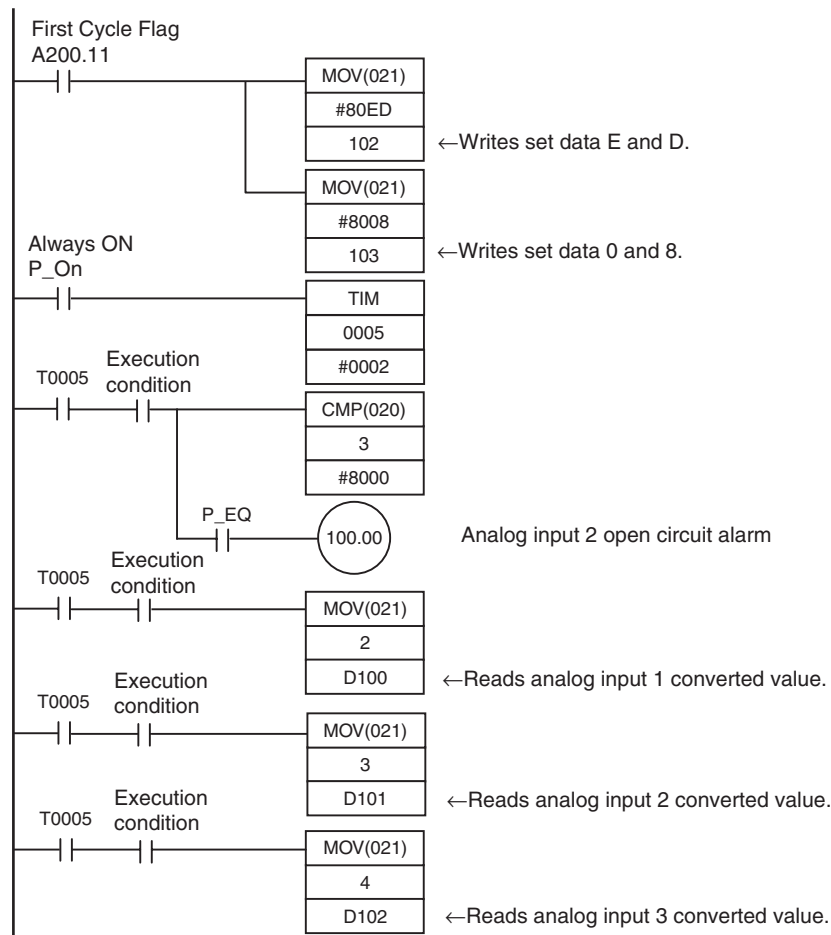 First Cycle Flag
A200.11
MOV(021)
#80ED
102
←Writes set data E and D.
MOV(021)
#8008
103
←Writes set data 0 and 8.
Always ON
P_On
TIM
0005
#0002
T0005
Execution
condition
CMP(020)
3
#8000
P_EQ
100.00
Analog input 2 open circuit alarm
T0005
Execution
condition
MOV(021)
2
D100
←Reads analog input 1 converted value.
T0005
Execution
condition
MOV(021)
3
D101
←Reads analog input 2 converted value.
T0005
Execution
condition
MOV(021)
4
D102
←Reads analog input 3 converted value.